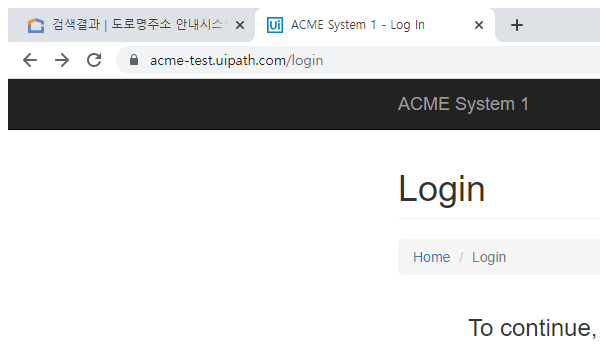 검색결과 | 도로명주소 안내시스
Ui ACME System 1 - Log In
acme-test.uipath.com/login
ACME System 1
Login
Home / Login
To continue,